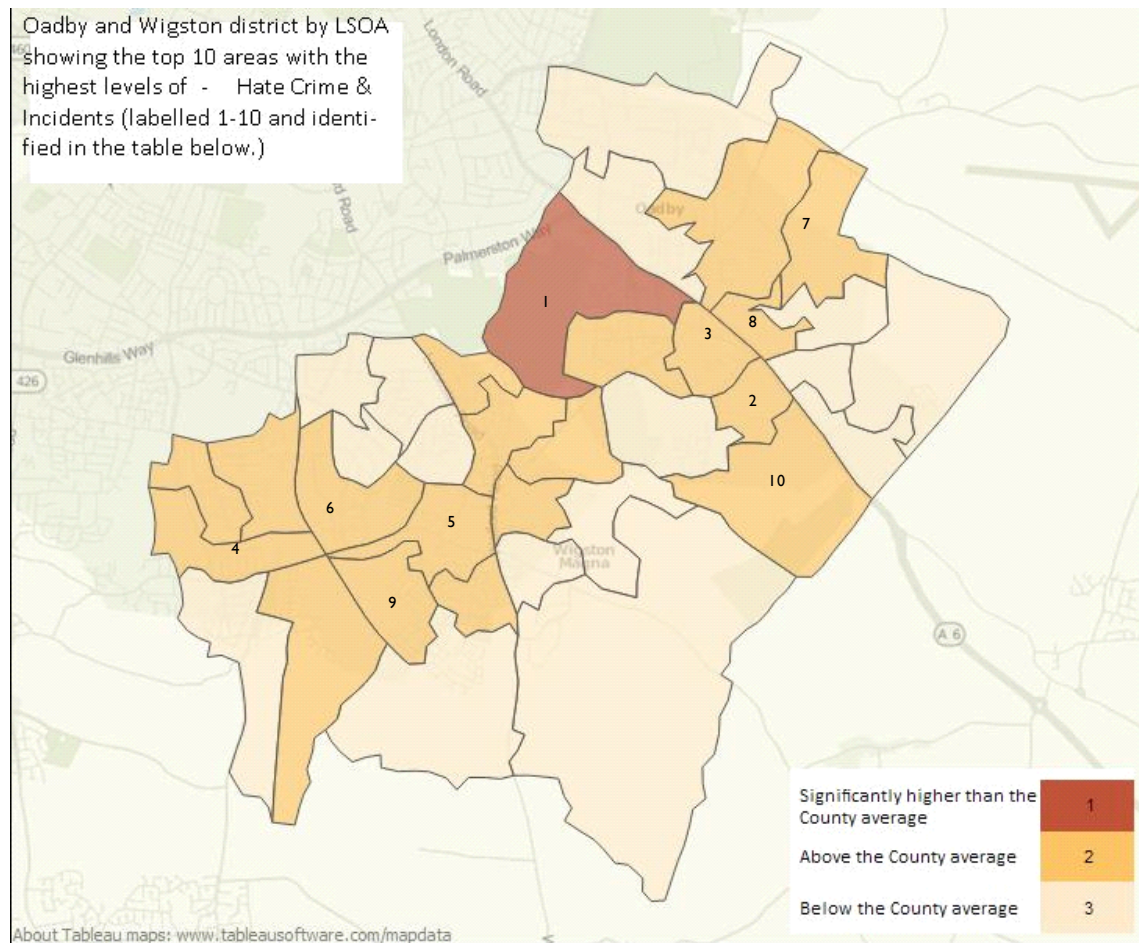 Oadby and Wigston district by LSOA
showing the top 10 areas with the
highest levels of - Hate Crime &
Incidents (labelled 1-10 and identi-
fied in the table below.)
London Road
Road
Palmerston Way
Oadby
7
1
3
8
Glenhills Way
426
2
10
6
5
4
Wigston
Magna
9
A 6
Significantly higher than the
County average
1
Above the County average
2
Below the County average
3
About Tableau maps: www.tableausoftware.com/mapdata